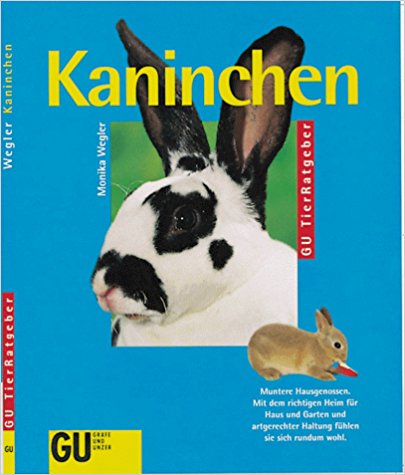 Wegler Kaninchen
GU TierRatgeber
GU
Kaninchen
Monika Wegler
GU TierRatgeber
Muntere Hausgenossen.
Mit dem richtigen Heim für
Haus und Garten und
artgerechter Haltung fühlen
sie sich rundum wohl.
GU
GRÄFE
UND
UNZER